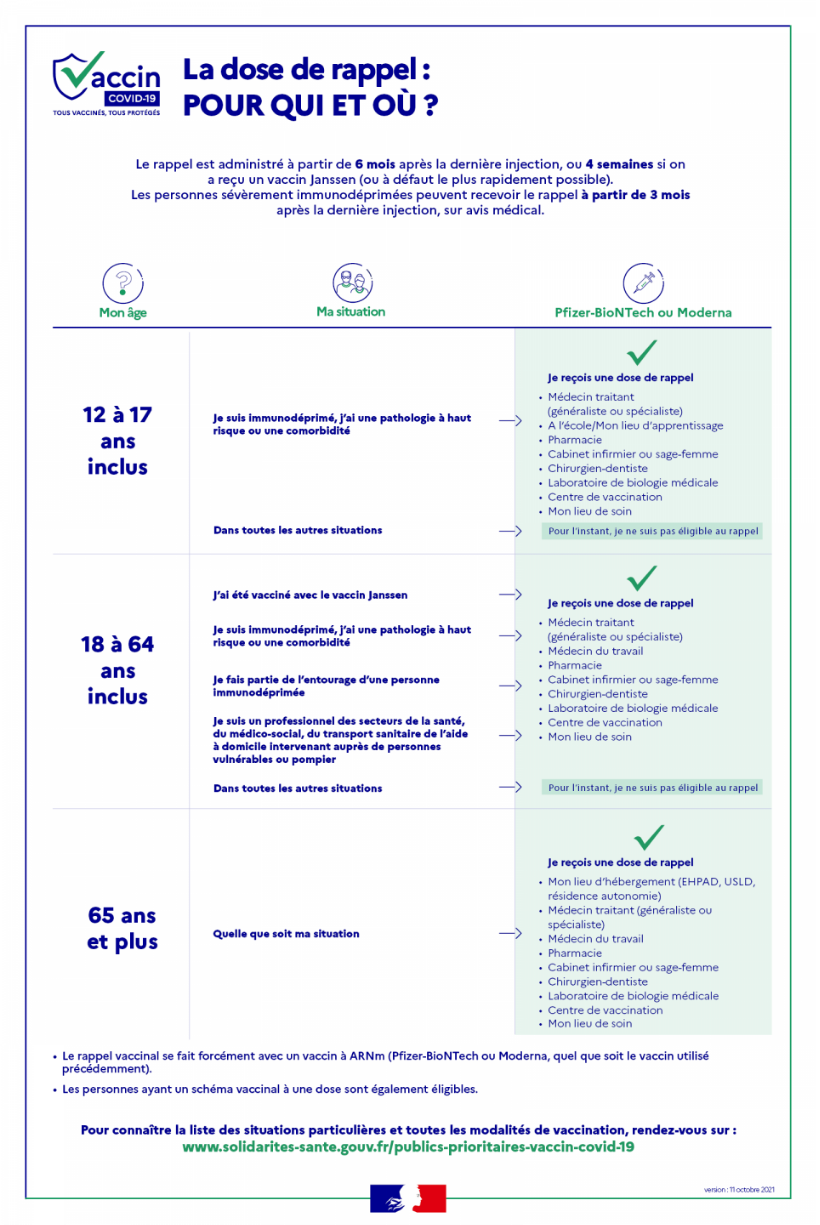 Vaccin
COVID-19
TOUS VACCINÉS, TOUS PROTÉGÉS
La dose de rappel :
POUR QUI ET OÙ ?
Le rappel est administré à partir de 6 mois après la dernière injection, ou 4 semaines si on
a reçu un vaccin Janssen (ou à défaut le plus rapidement possible).
Les personnes sévèrement immunodéprimées peuvent recevoir le rappel à partir de 3 mois
après la dernière injection, sur avis médical.
Mon âge
Ma situation
Pfizer-BioNTech ou Moderna
12 à 17
ans
inclus
Je suis immunodéprimé, j'ai une pathologie à haut
risque ou une comorbidité
Je reçois une dose de rappel
• Médecin traitant
(généraliste ou spécialiste)
• A l'école/Mon lieu d'apprentissage
• Pharmacie
• Cabinet infirmier ou sage-femme
• Chirurgien-dentiste
• Laboratoire de biologie médicale
• Centre de vaccination
• Mon lieu de soin
Dans toutes les autres situations
Pour l'instant, je ne suis pas éligible au rappel
18 à 64
ans
inclus
J'ai été vacciné avec le vaccin Janssen
Je suis immunodéprimé, j'ai une pathologie à haut
risque ou une comorbidité
Je fais partie de l'entourage d'une personne
immunodéprimée
Je suis un professionnel des secteurs de la santé,
du médico-social, du transport sanitaire de l'aide
à domicile intervenant auprès de personnes
vulnérables ou pompier
Je reçois une dose de rappel
• Médecin traitant
(généraliste ou spécialiste)
• Médecin du travail
• Pharmacie
• Cabinet infirmier ou sage-femme
• Chirurgien-dentiste
• Laboratoire de biologie médicale
• Centre de vaccination
• Mon lieu de soin
Dans toutes les autres situations
Pour l'instant, je ne suis pas éligible au rappel
65 ans
et plus
Quelle que soit ma situation
Je reçois une dose de rappel
• Mon lieu d'hébergement (EHPAD, USLD,
résidence autonomie)
• Médecin traitant (généraliste ou
spécialiste)
• Médecin du travail
• Pharmacie
• Cabinet infirmier ou sage-femme
• Chirurgien-dentiste
• Laboratoire de biologie médicale
• Centre de vaccination
• Mon lieu de soin
• Le rappel vaccinal se fait forcément avec un vaccin à ARNm (Pfizer-BioNTech ou Moderna, quel que soit le vaccin utilisé
précédemment).
• Les personnes ayant un schéma vaccinal à une dose sont également éligibles.
Pour connaître la liste des situations particulières et toutes les modalités de vaccination, rendez-vous sur :
www.solidarites-sante.gouv.fr/publics-prioritaires-vaccin-covid-19
version : 11 octobre 2021